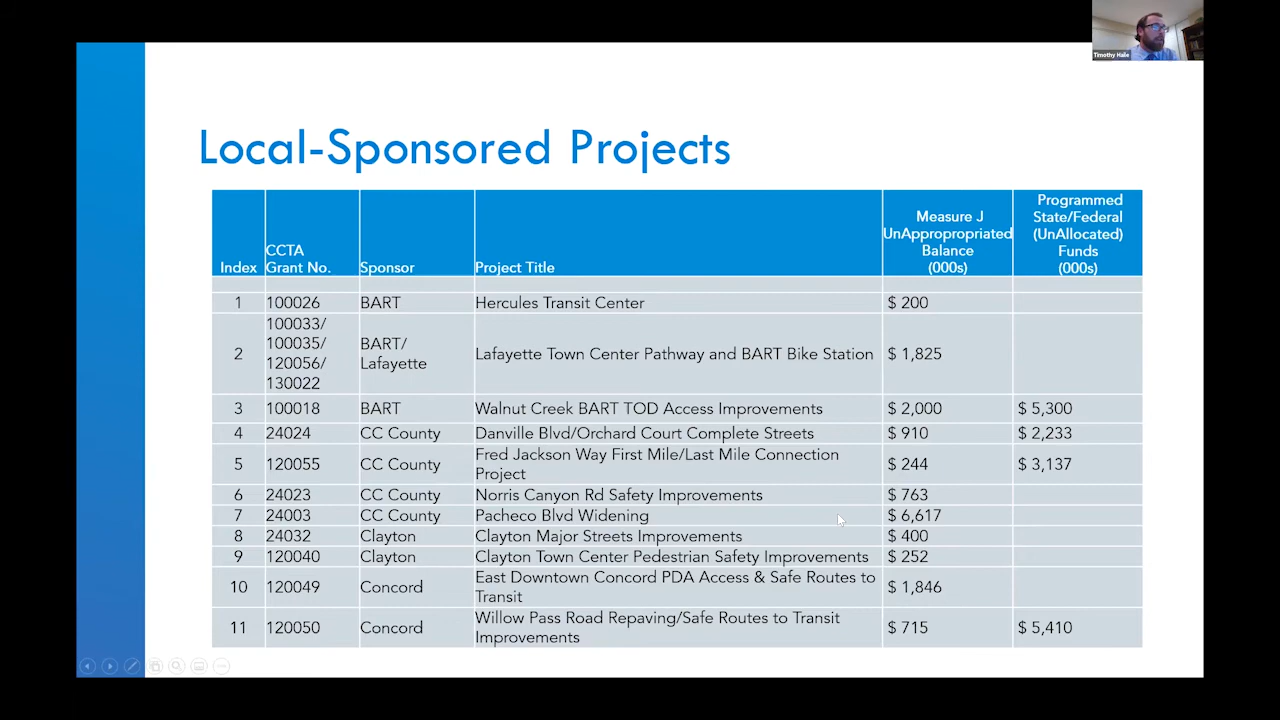 Timothy Haile
Local-Sponsored Projects
Index
CCTA
Grant No.
Sponsor
Project Title
Measure J
UnAppropropriated
Balance
(000s)
Programmed
State/Federal
(UnAllocated)
Funds
(000s)
1 100026 BART Hercules Transit Center $ 200
2
100033/
100035/
120056/
130022
BART/
Lafayette
Lafayette Town Center Pathway and BART Bike Station $ 1,825
3 100018 BART Walnut Creek BART TOD Access Improvements $ 2,000 $ 5,300
4 24024 CC County Danville Blvd/Orchard Court Complete Streets $ 910 $ 2,233
5 120055 CC County
Fred Jackson Way First Mile/Last Mile Connection
Project
$ 244 $ 3,137
6 24023 CC County Norris Canyon Rd Safety Improvements $ 763
7 24003 CC County Pacheco Blvd Widening $ 6,617
8 24032 Clayton Clayton Major Streets Improvements $ 400
9 120040 Clayton Clayton Town Center Pedestrian Safety Improvements $ 252
10 120049 Concord
East Downtown Concord PDA Access & Safe Routes to
Transit
$ 1,846
11 120050 Concord
Willow Pass Road Repaving/Safe Routes to Transit
Improvements
$ 715 $ 5,410